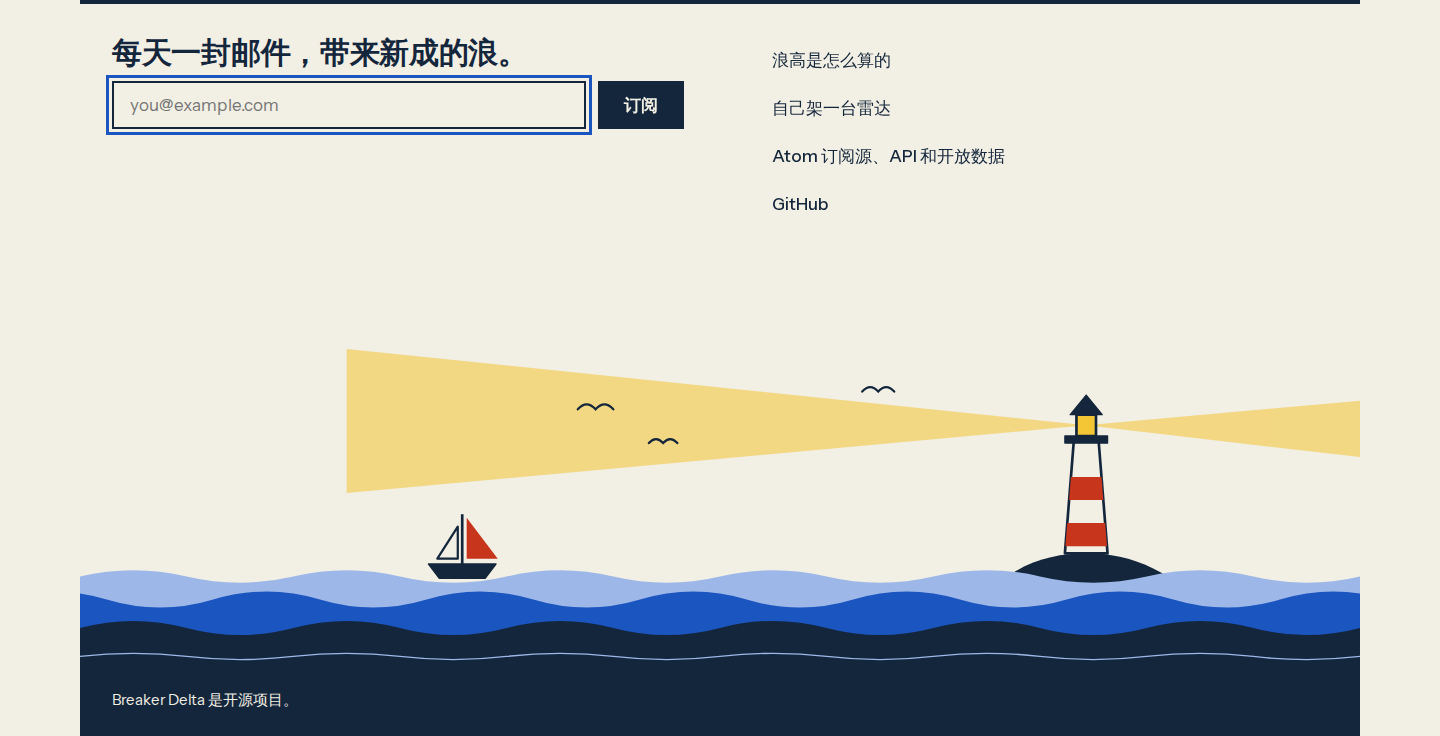 每天一封邮件，带来新成的浪。
you@example.com
订阅
浪高是怎么算的
自己架一台雷达
Atom 订阅源、API 和开放数据
GitHub
Breaker Delta 是开源项目。